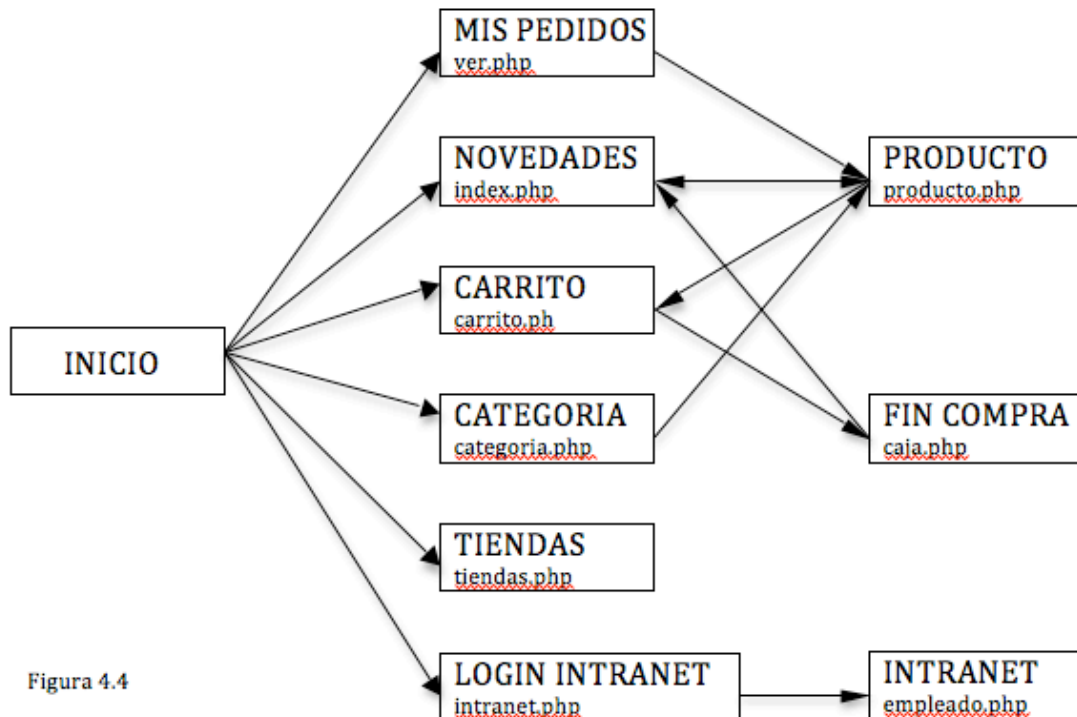 MIS PEDIDOS
ver.php
NOVEDADES
index.php
PRODUCTO
producto.php
CARRITO
carrito.ph
INICIO
CATEGORIA
categoria.php
FIN COMPRA
caja.php
TIENDAS
tiendas.php
LOGIN INTRANET
intranet.php
INTRANET
empleado.php
Figura 4.4